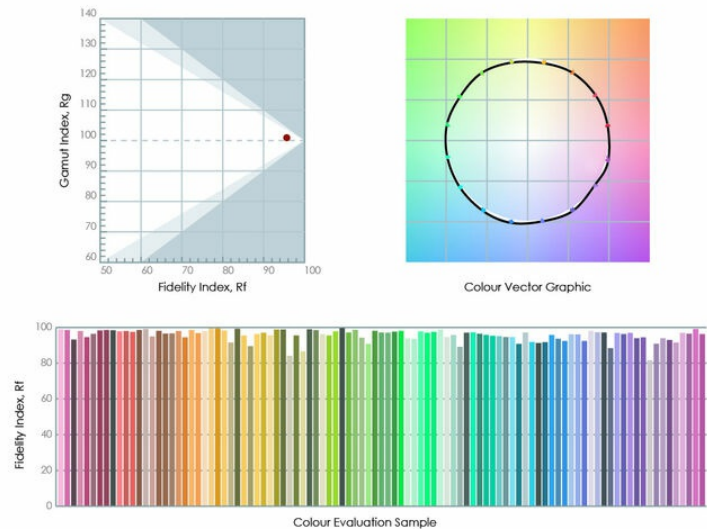 140
130
120
110
100
90
80
70
60
50 60 70 80 90 100
Gamut Index, Rg
Fidelity Index, Rf
Colour Vector Graphic
100
80
60
40
20
0
Fidelity Index, Rf
Colour Evaluation Sample